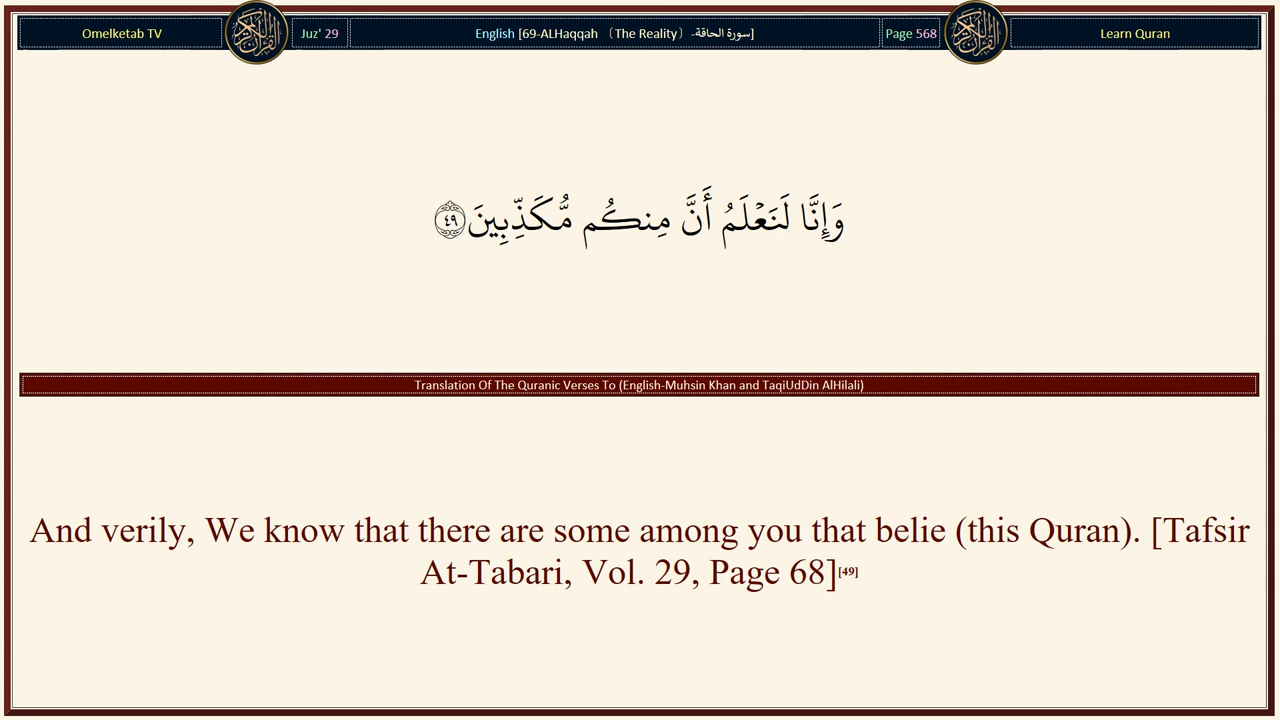 Omelketab TV
Juz' 29
English [69-ALHaqqah （The Reality） -سورة الحاقة]
Page 568
Learn Quran
وَإِنَّا لَنَعۡلَمُ أَنَّ مِنكُم مُّكَذِّبِينَ ٤٩
Translation Of The Quranic Verses To (English-Muhsin Khan and TaqiUdDin AlHilali)
And verily, We know that there are some among you that belie (this Quran). [Tafsir
At-Tabari, Vol. 29, Page 68][49]